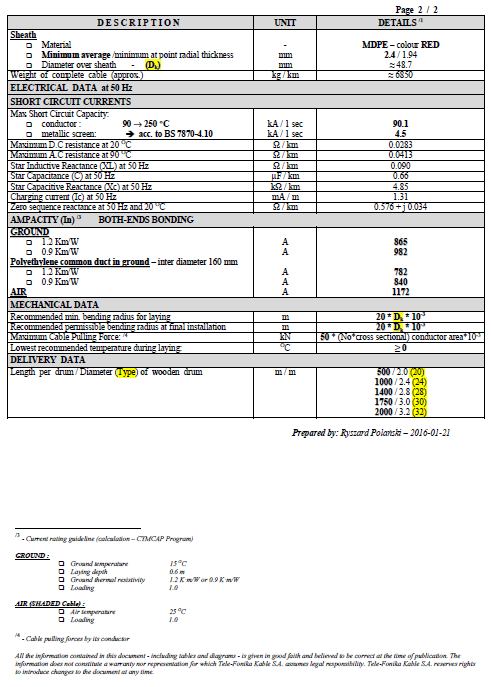 Page 2 / 2
DESCRIPTION UNIT DETAILS /1
Sheath
❑ Material - MDPE – colour RED
❑ Minimum average /minimum at point radial thickness mm 2.4 / 1.94
❑ Diameter over sheath - (Dk) mm ≈ 48.7
Weight of complete cable (approx.) kg / km ≈ 6850
ELECTRICAL DATA at 50 Hz
SHORT CIRCUIT CURRENTS
Max Short Circuit Capacity:
❑ conductor : 90 → 250 °C kA / 1 sec 90.1
❑ metallic screen: ➔ acc. to BS 7870-4.10 kA / 1 sec 4.5
Maximum D.C resistance at 20 °C Ω / km 0.0283
Maximum A.C resistance at 90 °C Ω / km 0.0413
Star Inductive Reactance (XL) at 50 Hz Ω / km 0.090
Star Capacitance (C) at 50 Hz µF / km 0.66
Star Capacitive Reactance (Xc) at 50 Hz kΩ / km 4.85
Charging current (Ic) at 50 Hz mA / m 1.31
Zero sequence reactance at 50 Hz and 20 °C Ω / km 0.576 + j 0.034
AMPACITY (In) /3 BOTH-ENDS BONDING
GROUND
❑ 1.2 Km/W A 865
❑ 0.9 Km/W A 982
Polyethylene common duct in ground – inter diameter 160 mm
❑ 1.2 Km/W A 782
❑ 0.9 Km/W A 840
AIR A 1172
MECHANICAL DATA
Recommended min. bending radius for laying m 20 * Dk * 10-3
Recommended permissible bending radius at final installation m 20 * Dk * 10-3
Maximum Cable Pulling Force: /4 kN 50 * (No*cross sectional) conductor area*10-3
Lowest recommended temperature during laying: °C ≥ 0
DELIVERY DATA
Length per drum / Diameter (Type) of wooden drum m / m 500 / 2.0 (20)
1000 / 2.4 (24)
1400 / 2.8 (28)
1750 / 3.0 (30)
2000 / 3.2 (32)
Prepared by: Ryszard Polański – 2016-01-21
/3 - Current rating guideline (calculation – CYMCAP Program)
GROUND :
❑ Ground temperature 15 °C
❑ Laying depth 0.6 m
❑ Ground thermal resistivity 1.2 K m/W or 0.9 K m/W
❑ Loading 1.0
AIR (SHADED Cable) :
❑ Air temperature 25 °C
❑ Loading 1.0
/4 - Cable pulling forces by its conductor
All the information contained in this document - including tables and diagrams - is given in good faith and believed to be correct at the time of publication. The
information does not constitute a warranty nor representation for which Tele-Fonika Kable S.A. assumes legal responsibility. Tele-Fonika Kable S.A. reserves rights
to introduce changes to the document at any time.